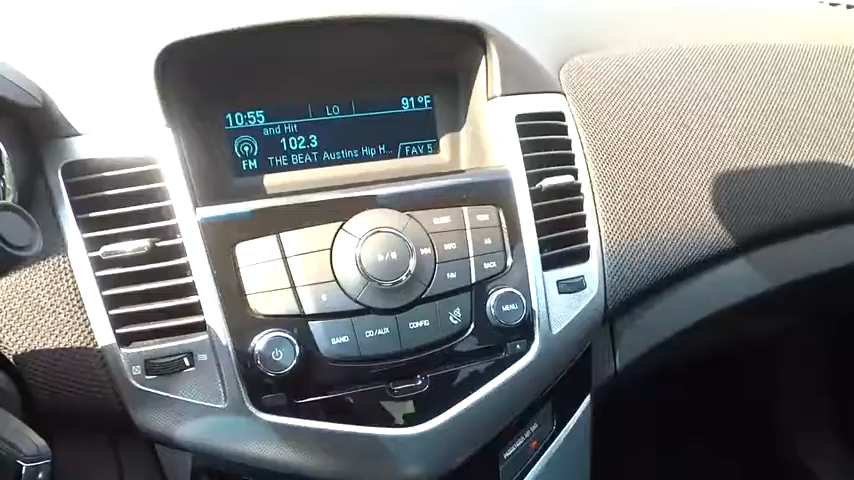 10:55 LO 91°F
and Hit
102.3
FM THE BEAT Austins Hip H... FAV 5
INFO
AS
FAV BACK
BAND CD/AUX CONFIG MENU